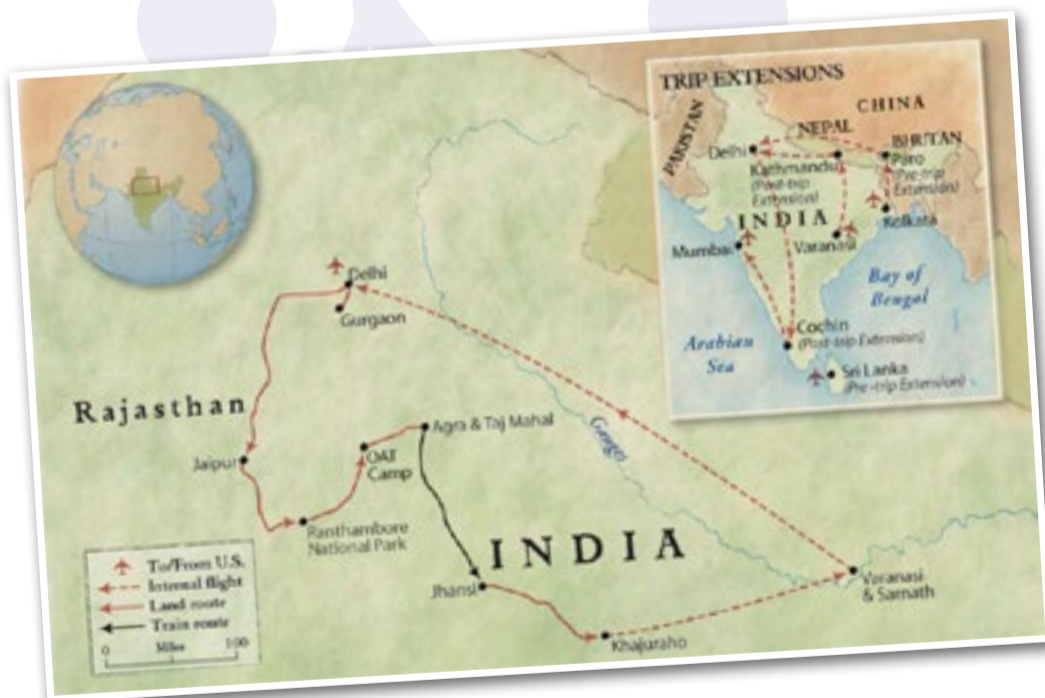 TRIP EXTENSIONS
CHINA
PAKISTAN
NEPAL
BHUTAN
Delhi
Kathmandu
(Post-trip
Extension)
Paro
(Pre-trip
Extension)
INDIA
Kolkata
Mumbai
Varanasi
Bay of
Bengal
Arabian
Sea
Cochin
(Post-trip Extension)
Sri Lanka
(Pre-trip Extension)
Delhi
Gurgaon
Rajasthan
Agra & Taj Mahal
Jaipur
OAT
Camp
Ganges
Ranthambore
National Park
INDIA
Jhansi
Varanasi
& Sarnath
Khajuraho
To/From U.S.
Internal flight
Land route
Train route
0 Miles 100